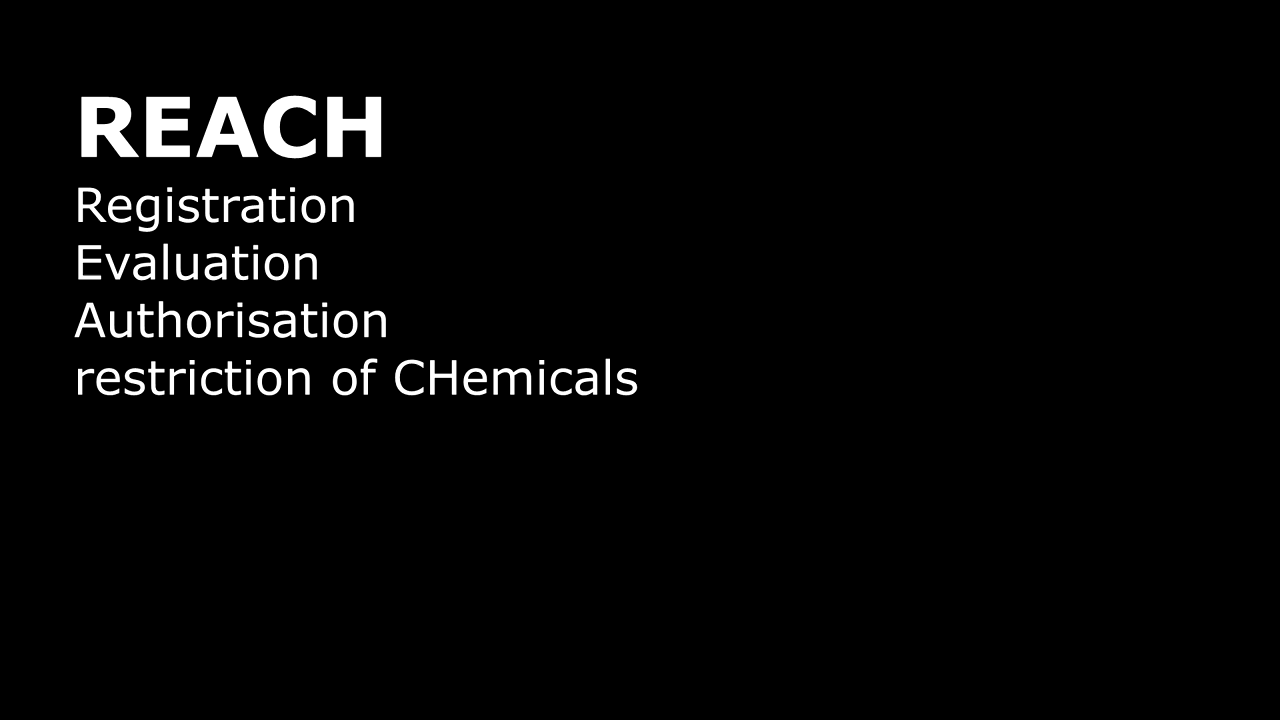 REACH
Registration
Evaluation
Authorisation
restriction of CHemicals